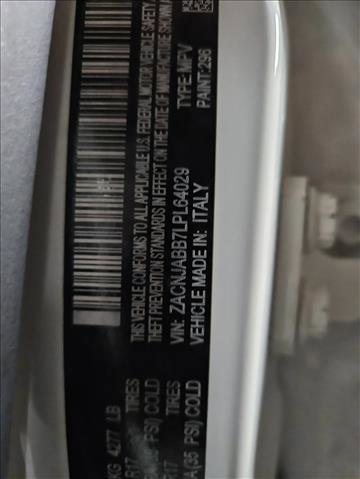 KG 4277 LB
R17 TIRES
PSI) COLD
R17 TIRES
A(35 PSI) COLD
THIS VEHICLE CONFORMS TO ALL APPLICABLE U.S. FEDERAL MOTOR VEHICLE SAFETY,
THEFT PREVENTION STANDARDS IN EFFECT ON THE DATE OF MANUFACTURE SHOWN
VIN: ZACNJABB7LPL64029 TYPE: MPV
VEHICLE MADE IN: ITALY PAINT: 296